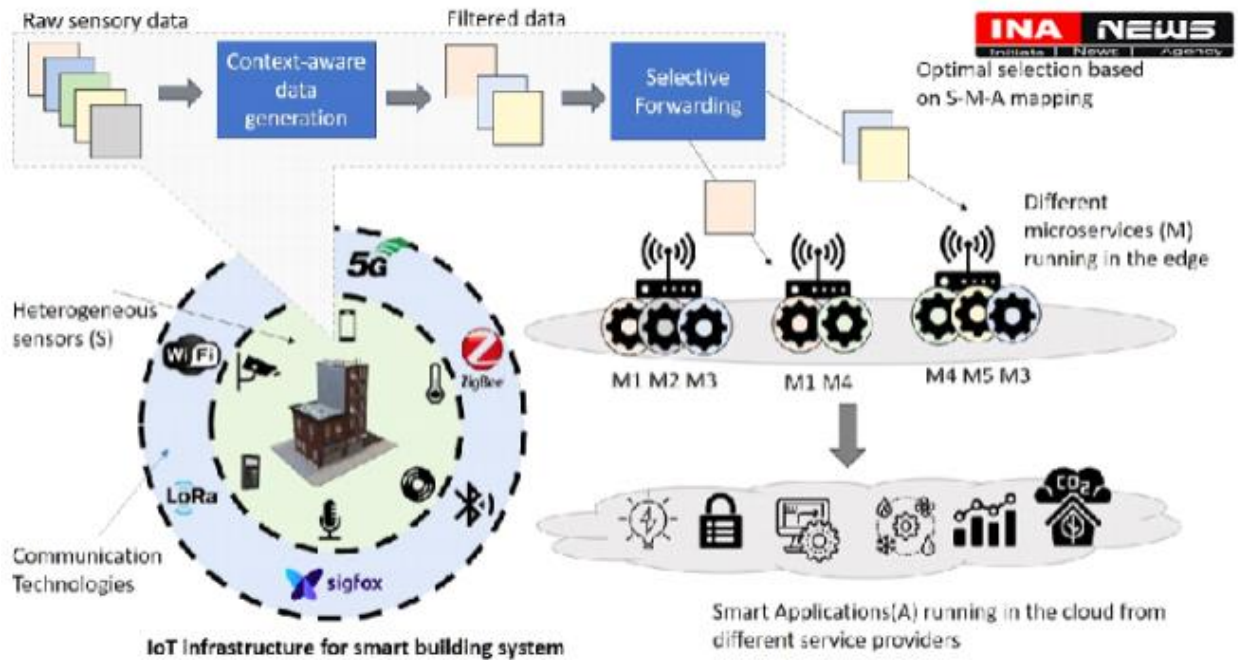 Raw sensory data
Filtered data
INA NEWS
Initiate | News | Agency
Context-aware
data
generation
Selective
Forwarding
Optimal selection based
on S-M-A mapping
Different
microservices (M)
running in the edge
5G
Heterogeneous
sensors (S)
WiFi
ZigBee
M1 M2 M3
M1 M4
M4 M5 M3
LoRa
CO2
Communication
Technologies
sigfox
Smart Applications(A) running in the cloud from
different service providers
IoT infrastructure for smart building system